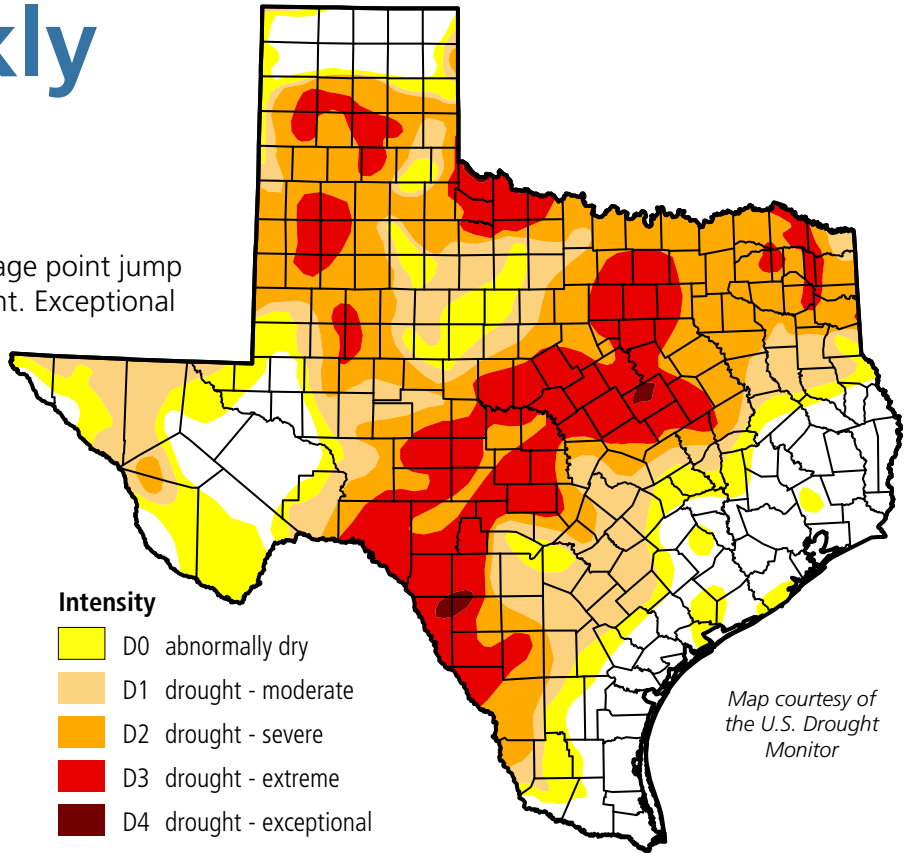 kly
age point jump
nt. Exceptional
Intensity
D0 abnormally dry
D1 drought - moderate
D2 drought - severe
D3 drought - extreme
D4 drought - exceptional
Map courtesy of
the U.S. Drought
Monitor